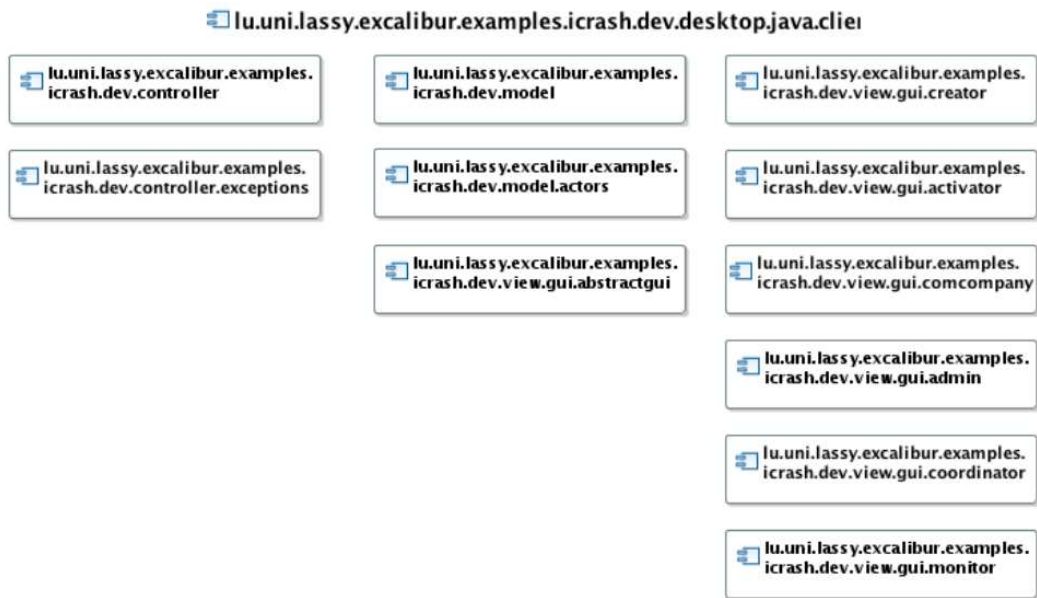 lu.uni.lassy.excalibur.examples.icrash.dev.desktop.java.clie
lu.uni.lassy.excalibur.examples.
icrash.dev.controller
lu.uni.lassy.excalibur.examples.
icrash.dev.controller.exceptions
lu.uni.lassy.excalibur.examples.
icrash.dev.model
lu.uni.lassy.excalibur.examples.
icrash.dev.model.actors
lu.uni.lassy.excalibur.examples.
icrash.dev.view.gui.abstractgui
lu.uni.lassy.excalibur.examples.
icrash.dev.view.gui.creator
lu.uni.lassy.excalibur.examples.
icrash.dev.view.gui.activator
lu.uni.lassy.excalibur.examples.
icrash.dev.view.gui.comcompany
lu.uni.lassy.excalibur.examples.
icrash.dev.view.gui.admin
lu.uni.lassy.excalibur.examples.
icrash.dev.view.gui.coordinator
lu.uni.lassy.excalibur.examples.
icrash.dev.view.gui.monitor